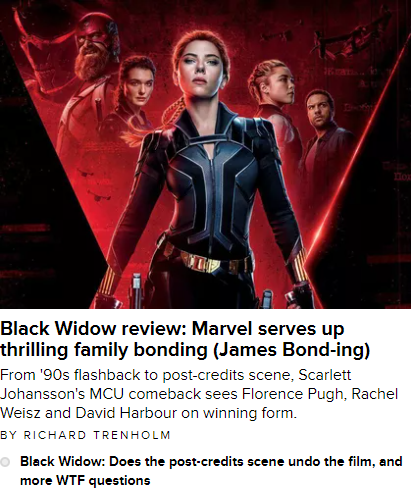 Black Widow review: Marvel serves up
thrilling family bonding (James Bond-ing)
From '90s flashback to post-credits scene, Scarlett
Johansson's MCU comeback sees Florence Pugh, Rachel
Weisz and David Harbour on winning form.
BY RICHARD TRENHOLM
Black Widow: Does the post-credits scene undo the film, and
more WTF questions